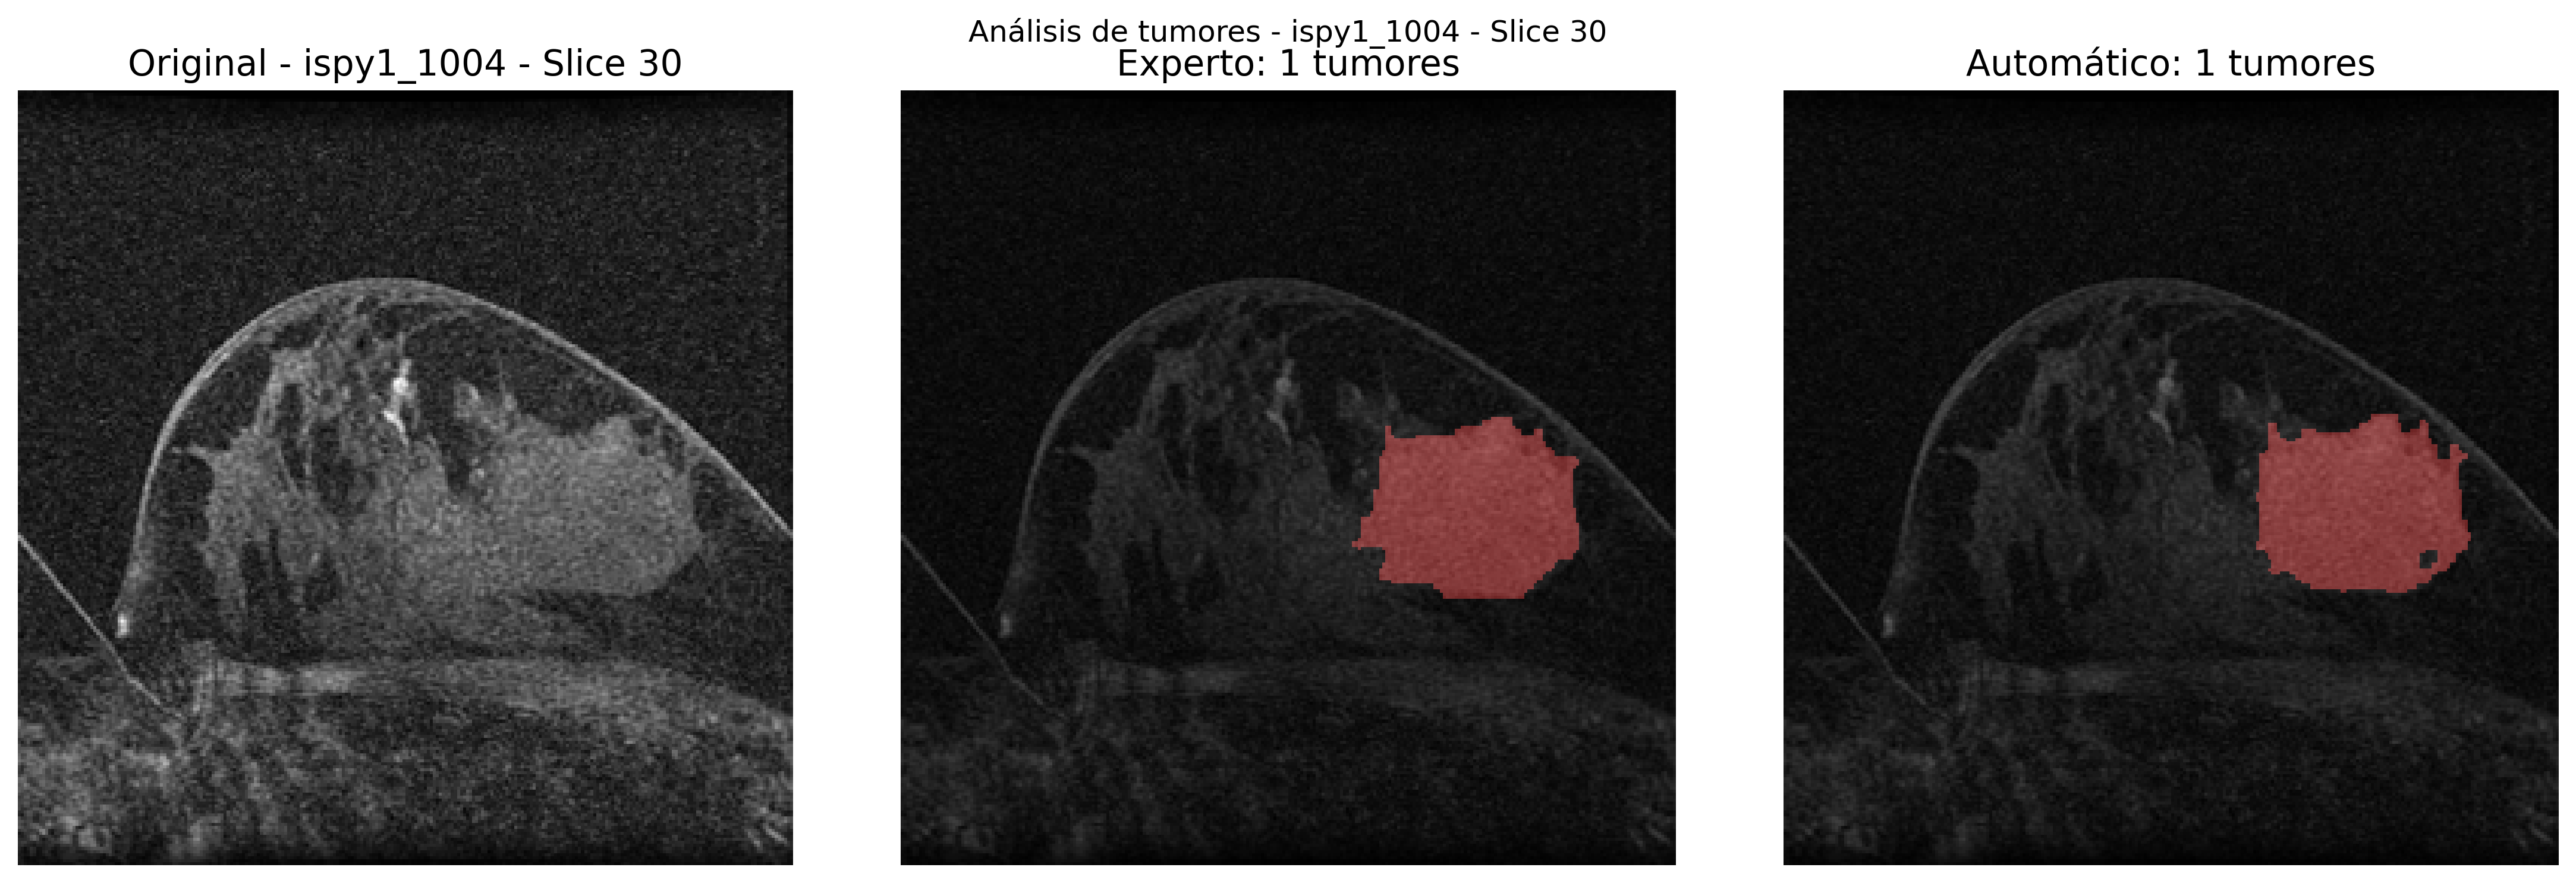 Análisis de tumores - ispy1_1004 - Slice 30
Original - ispy1_1004 - Slice 30
Experto: 1 tumores
Automático: 1 tumores